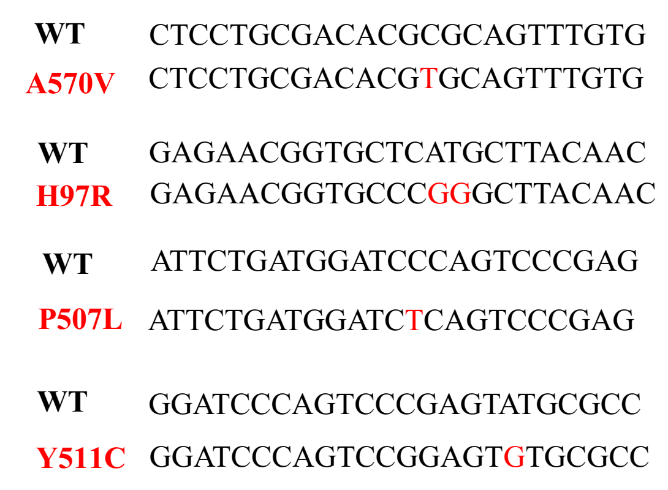 WT CTCCTGCGACACGCGCAGTTTGTG
A570V CTCCTGCGACACGTGCAGTTTGTG
WT GAGAACGGTGCTCATGCTTACAAC
H97R GAGAACGGTGCCCGGGCTTACAAC
WT ATTCTGATGGATCCCAGTCCCGAG
P507L ATTCTGATGGATCTCAGTCCCGAG
WT GGATCCCAGTCCCGAGTATGCGCC
Y511C GGATCCCAGTCCGGAGTGTGCGCC